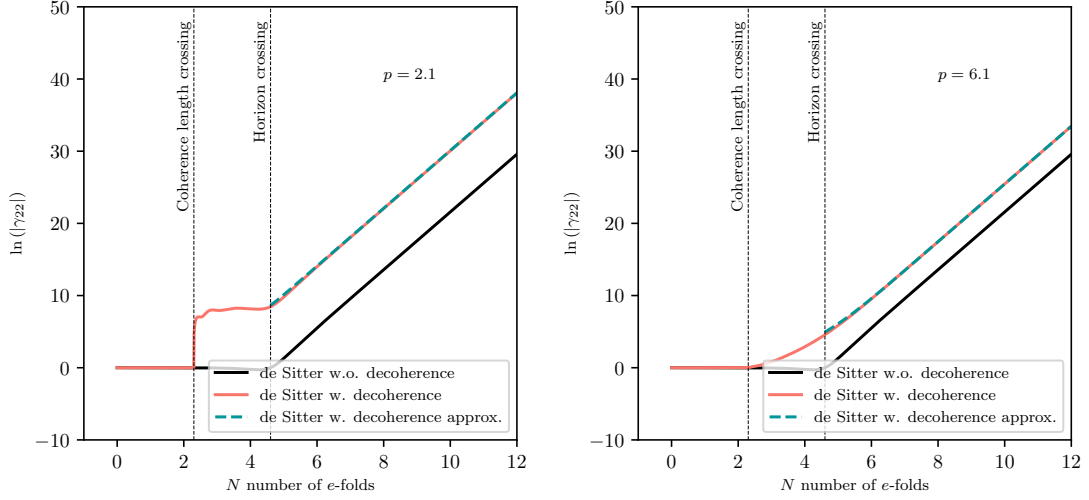 50
40
30
20
10
0
−10
ln (|γ22|)
Coherence length crossing
Horizon crossing
p = 2.1
de Sitter w.o. decoherence
de Sitter w. decoherence
de Sitter w. decoherence approx.
0 2 4 6 8 10 12
N number of e-folds
50
40
30
20
10
0
−10
ln (|γ22|)
Coherence length crossing
Horizon crossing
p = 6.1
de Sitter w.o. decoherence
de Sitter w. decoherence
de Sitter w. decoherence approx.
0 2 4 6 8 10 12
N number of e-folds